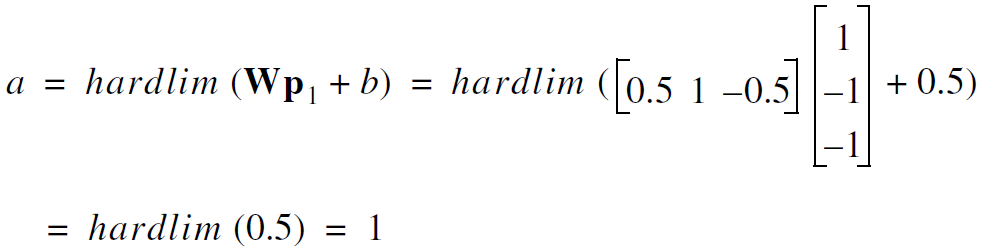 a = hardlim (Wp₁ + b) = hardlim ([0.5 1 –0.5] [1 –1 –1] + 0.5)
= hardlim (0.5) = 1